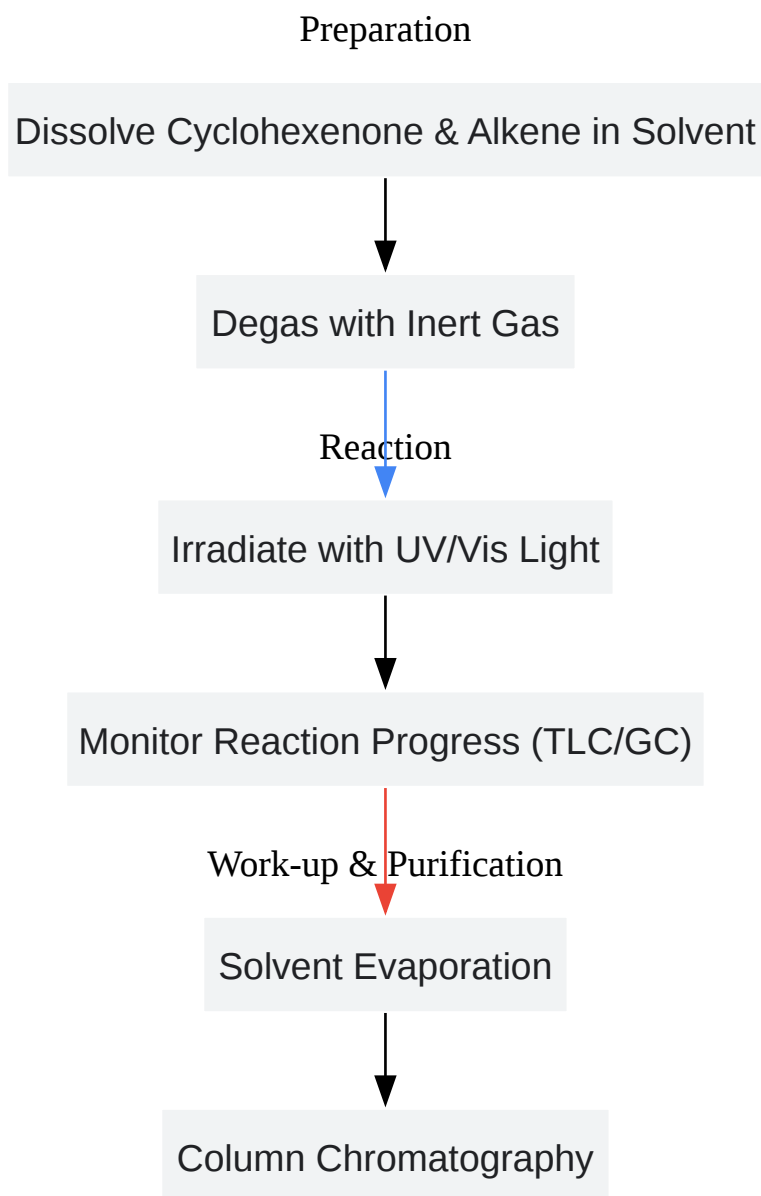 Preparation
Dissolve Cyclohexenone & Alkene in Solvent
Degas with Inert Gas
Reaction
Irradiate with UV/Vis Light
Monitor Reaction Progress (TLC/GC)
Work-up & Purification
Solvent Evaporation
Column Chromatography